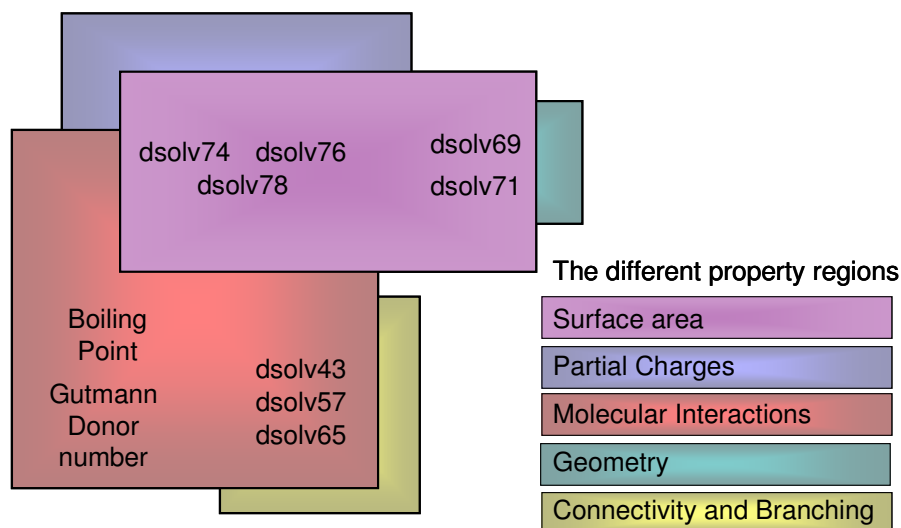 dsolv74 dsolv76 dsolv69
dsolv78 dsolv71
The different property regions
Surface area
Partial Charges
Molecular Interactions
Geometry
Connectivity and Branching
Boiling
Point
Gutmann
Donor
number
dsolv43
dsolv57
dsolv65